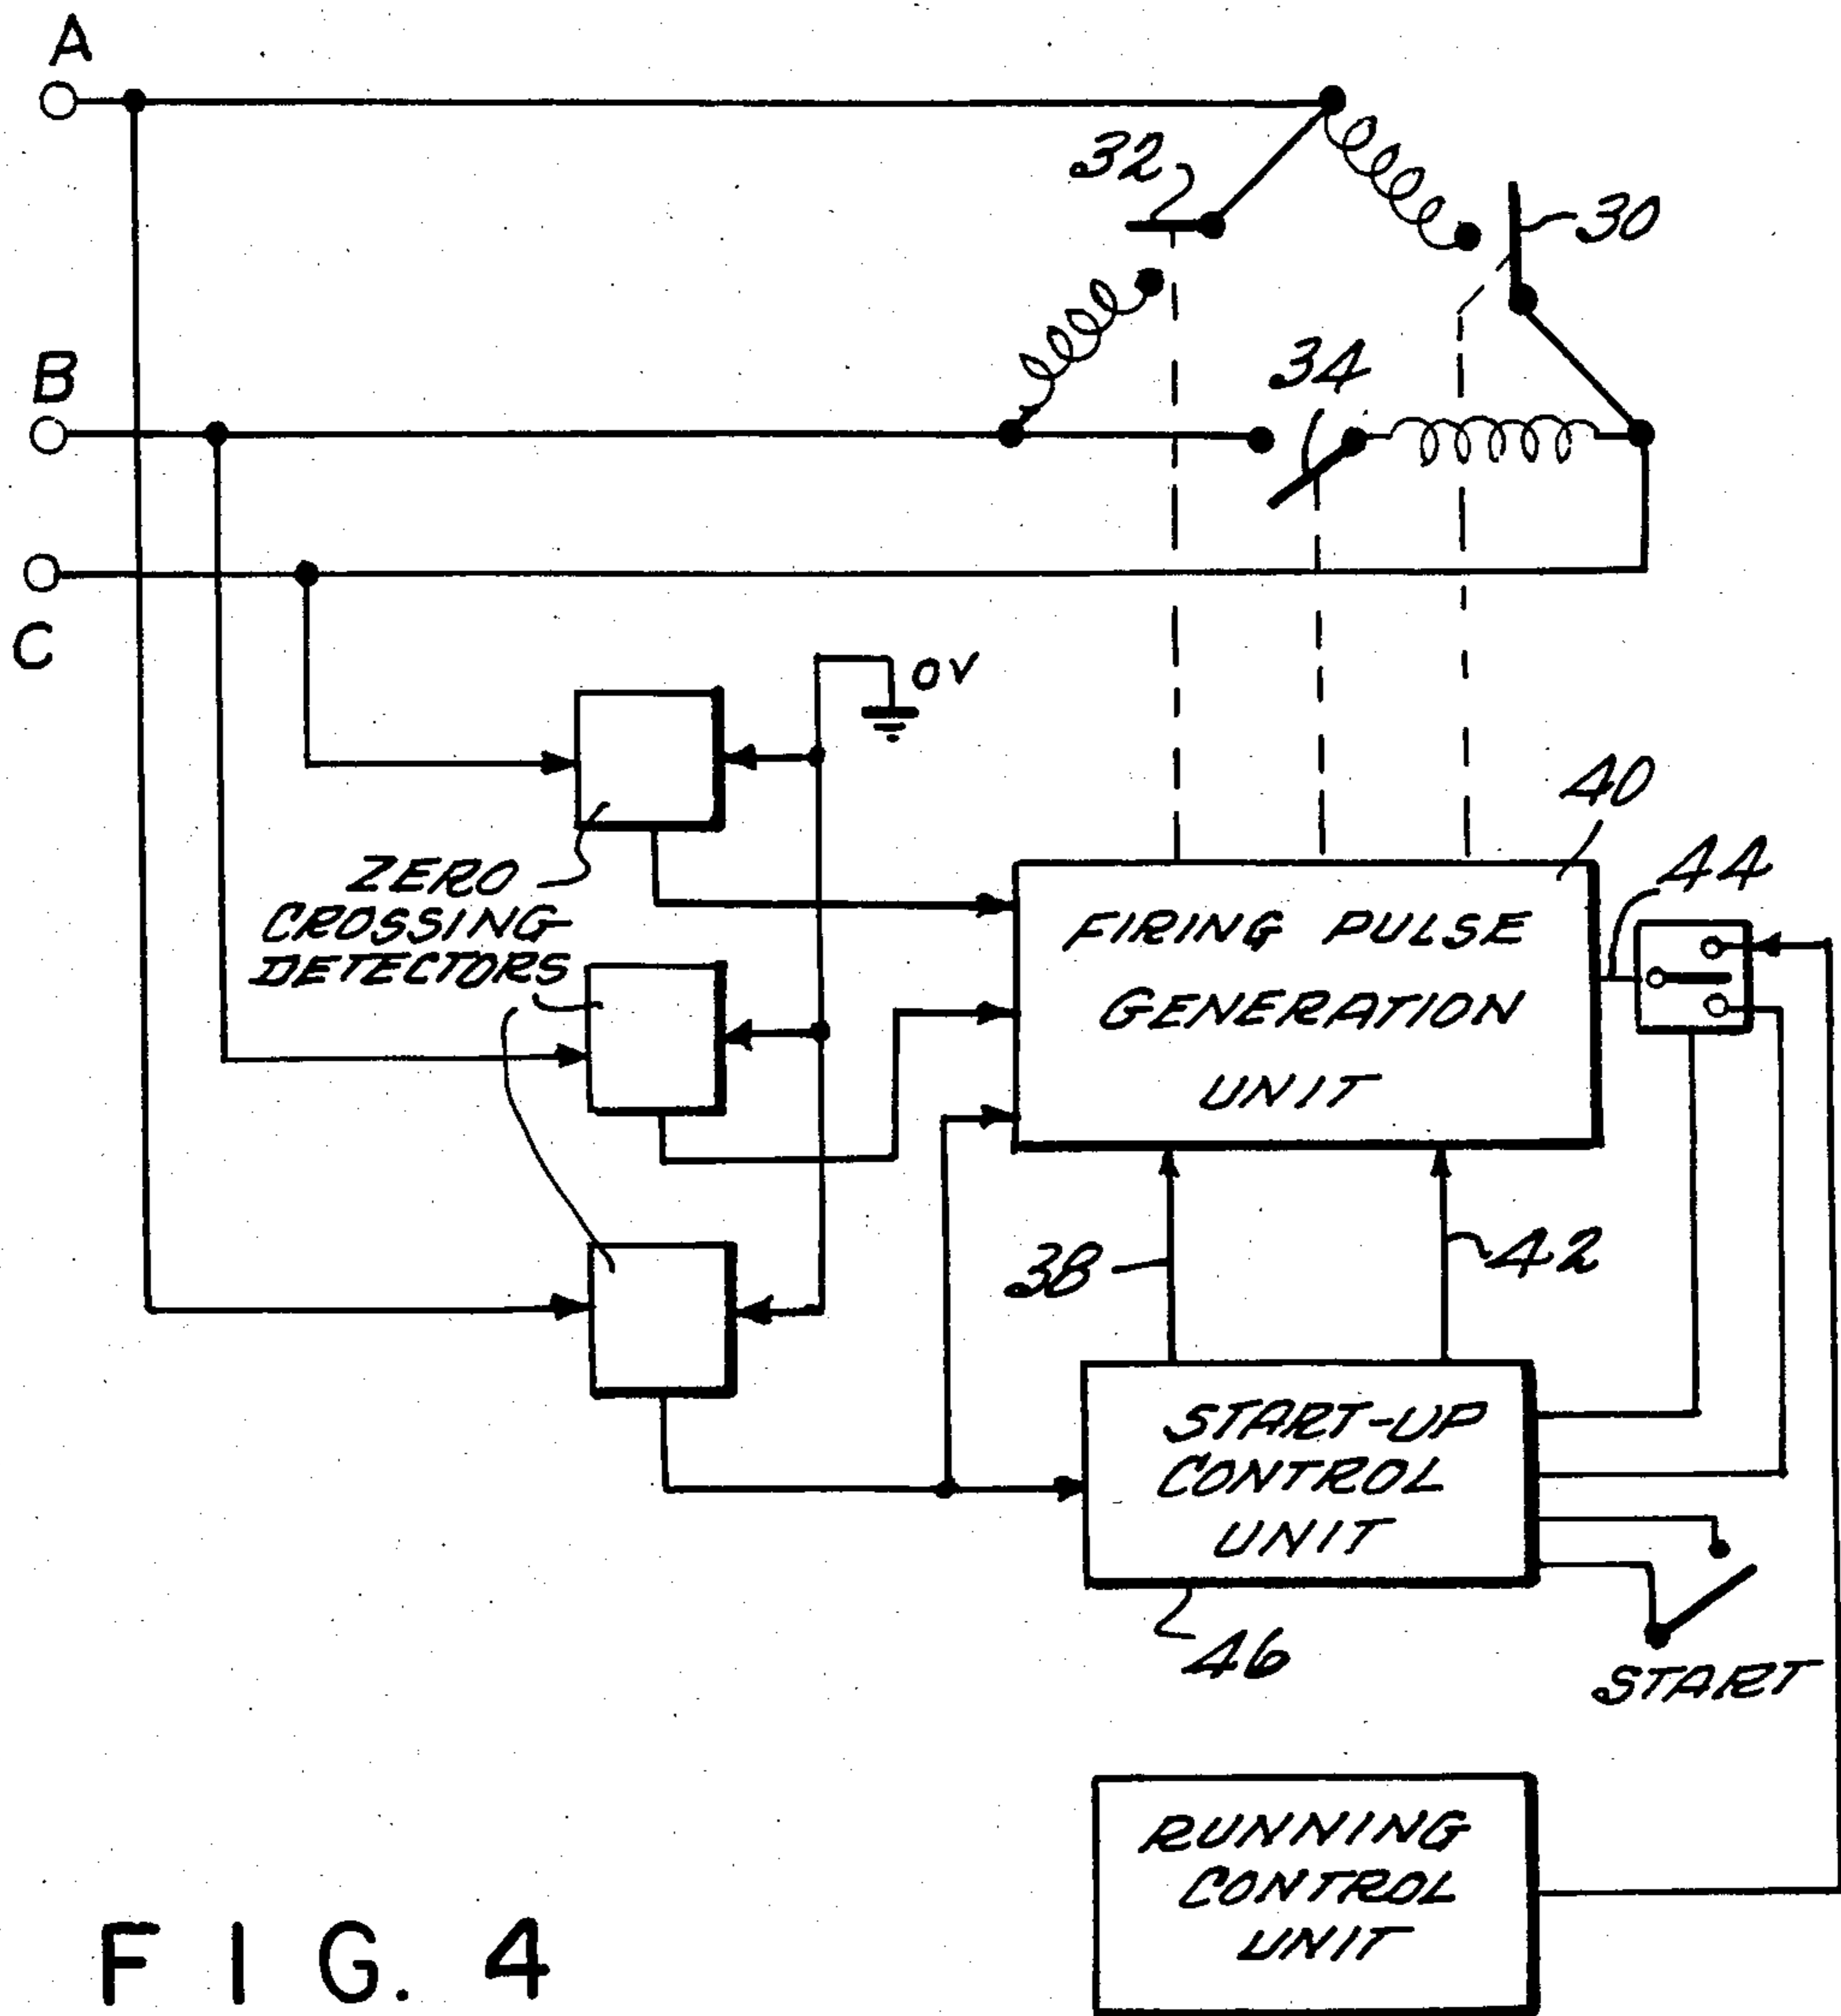 A
32
30
B
34
C
0V
40
ZERO
CROSSING
DETECTORS
44
FIRING PULSE
GENERATION
UNIT
38
42
START-UP
CONTROL
UNIT
46
START
RUNNING
CONTROL
UNIT
FIG. 4